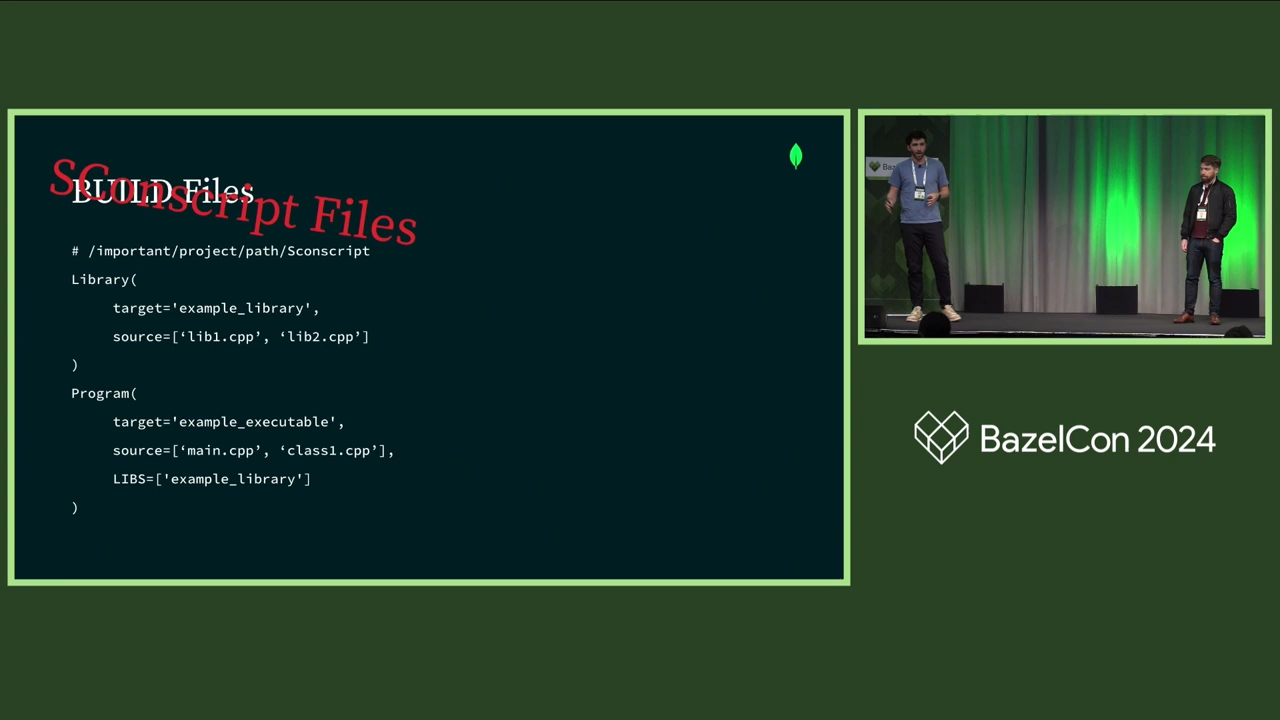 SConscript Files
BUILD Files
# /important/project/path/Sconscript
Library(
target='example_library',
source=[‘lib1.cpp’, ‘lib2.cpp’]
)
Program(
target='example_executable',
source=[‘main.cpp’, ‘class1.cpp’],
LIBS=['example_library']
)
BazelCon 2024